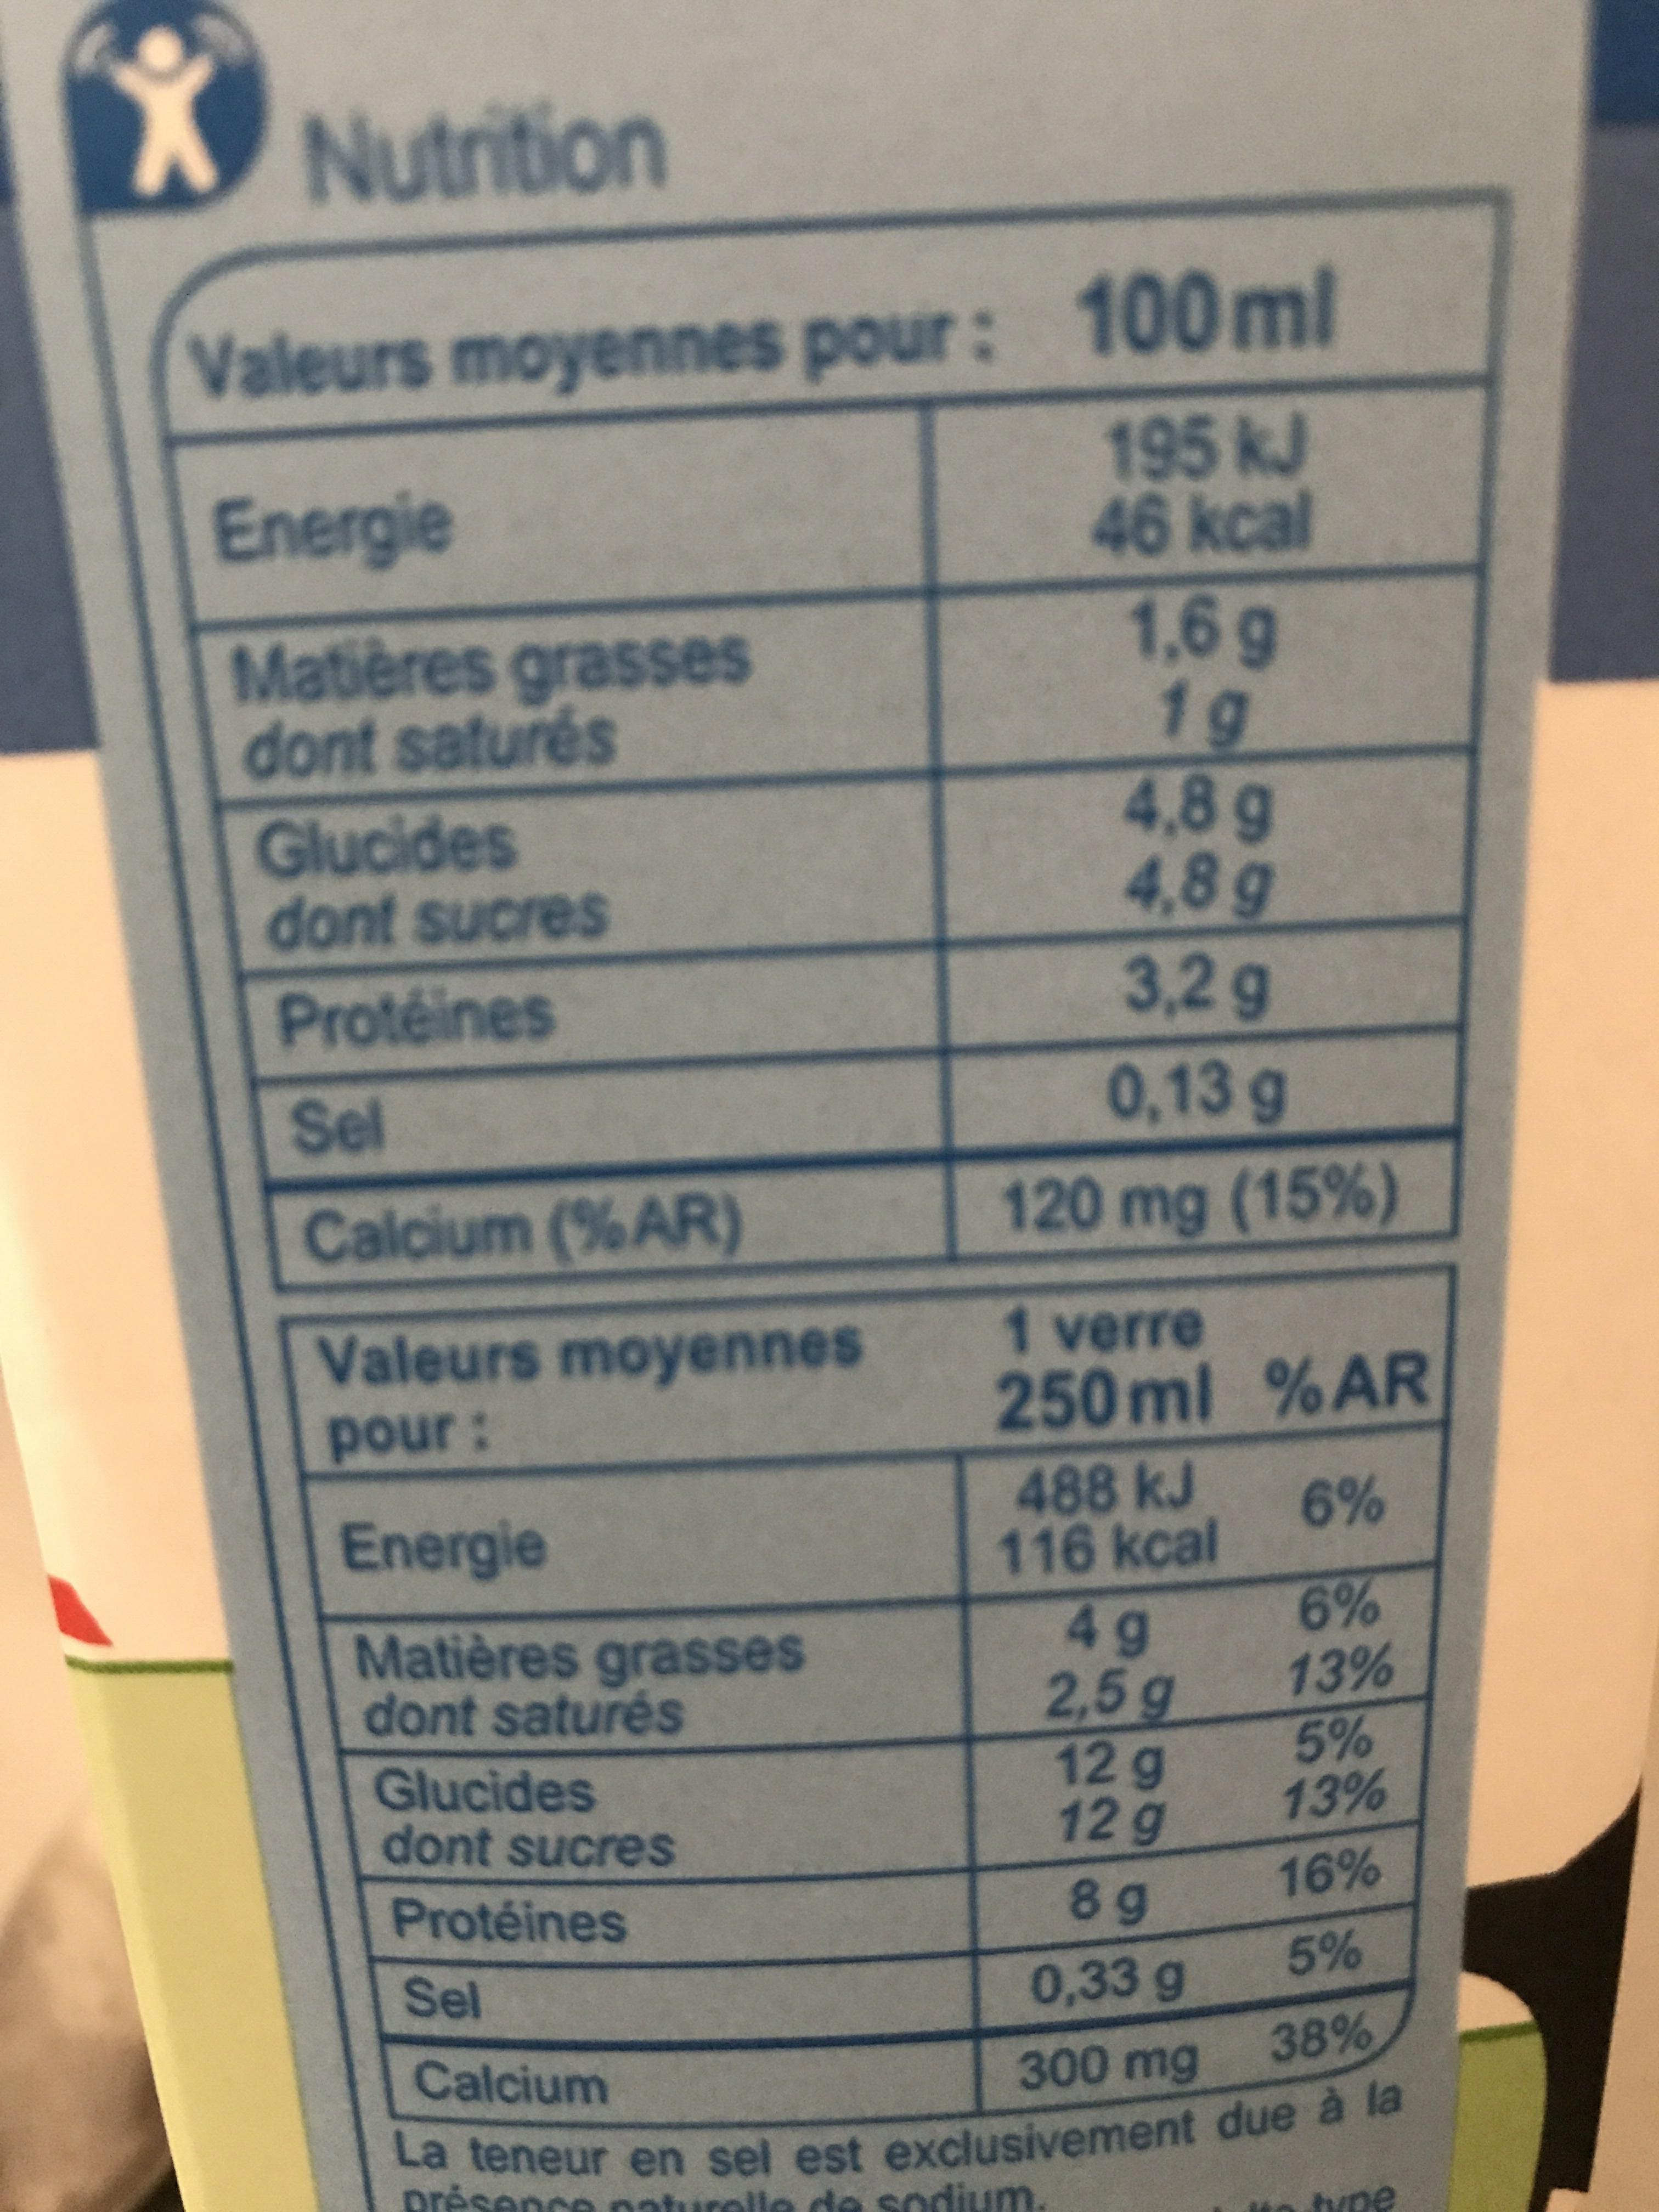 Nutrition
Valeurs moyennes pour : 100 ml
Energie 195 kJ
46 kcal
Matières grasses 1,6 g
dont saturés 1 g
Glucides 4,8 g
dont sucres 4,8 g
Protéines 3,2 g
Sel 0,13 g
Calcium (%AR) 120 mg (15%)
Valeurs moyennes 1 verre
pour : 250 ml %AR
Energie 488 kJ 6%
116 kcal
Matières grasses 4 g 6%
dont saturés 2,5 g 13%
Glucides 12 g 5%
dont sucres 12 g 13%
Protéines 8 g 16%
Sel 0,33 g 5%
Calcium 300 mg 38%
La teneur en sel est exclusivement due à la
présence naturelle de sodium.